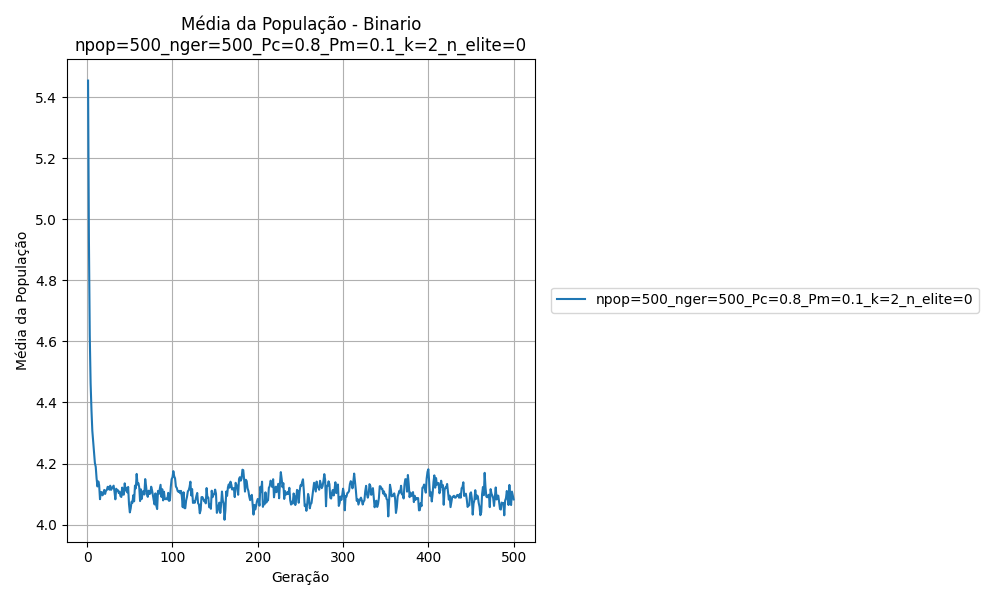 Média da População - Binario
npop=500_nger=500_Pc=0.8_Pm=0.1_k=2_n_elite=0
Média da População
5.4
5.2
5.0
4.8
4.6
4.4
4.2
4.0
0 100 200 300 400 500
Geração
npop=500_nger=500_Pc=0.8_Pm=0.1_k=2_n_elite=0